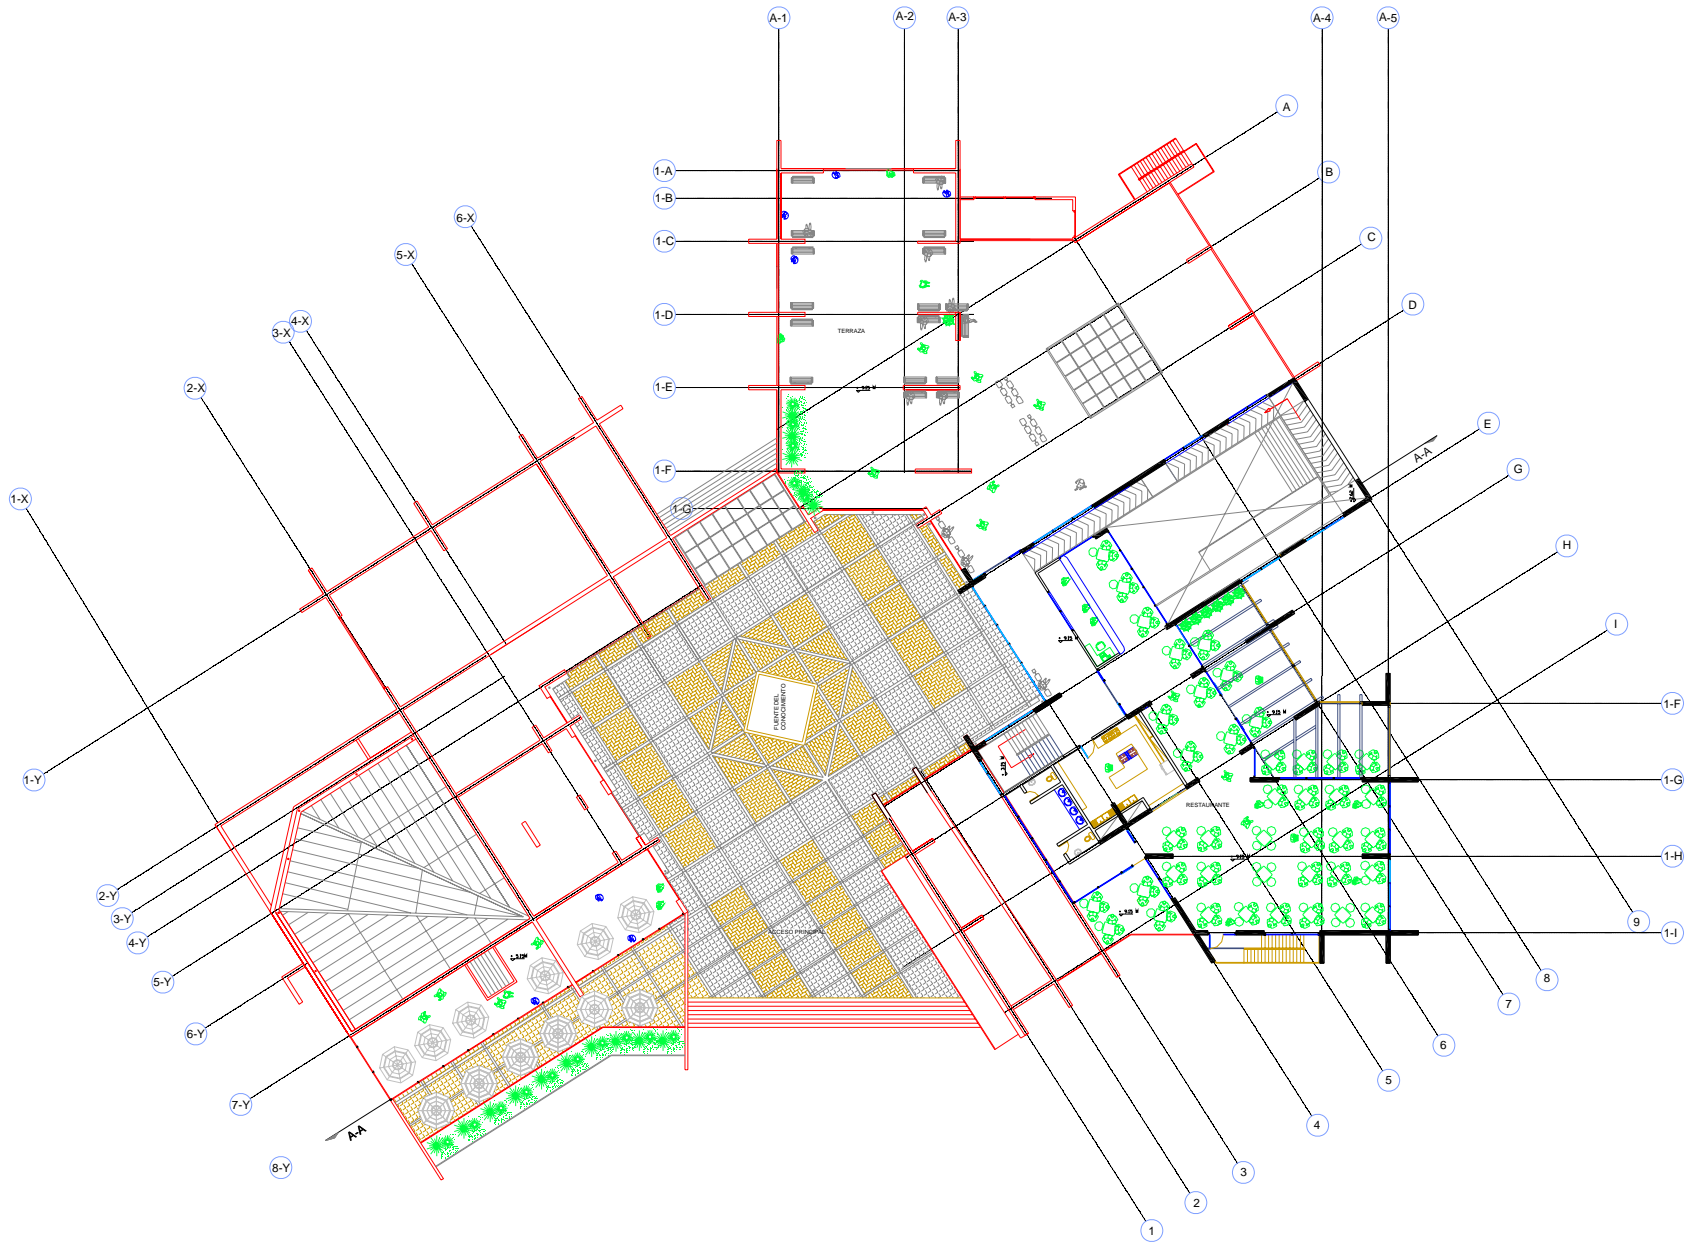 A-1
A-2
A-3
A-4
A-5
A
B
C
D
E
G
H
I
1-A
1-B
1-C
1-D
1-E
1-F
1-G
6-X
5-X
4-X
3-X
2-X
1-X
TERRAZA
A-A
FUENTE DEL
CONOCIMIENTO
RESTAURANTE
ACCESO PRINCIPAL
1-F
1-G
1-H
1-I
1-Y
2-Y
3-Y
4-Y
5-Y
6-Y
7-Y
8-Y
A-A
9
8
7
6
5
4
3
2
1